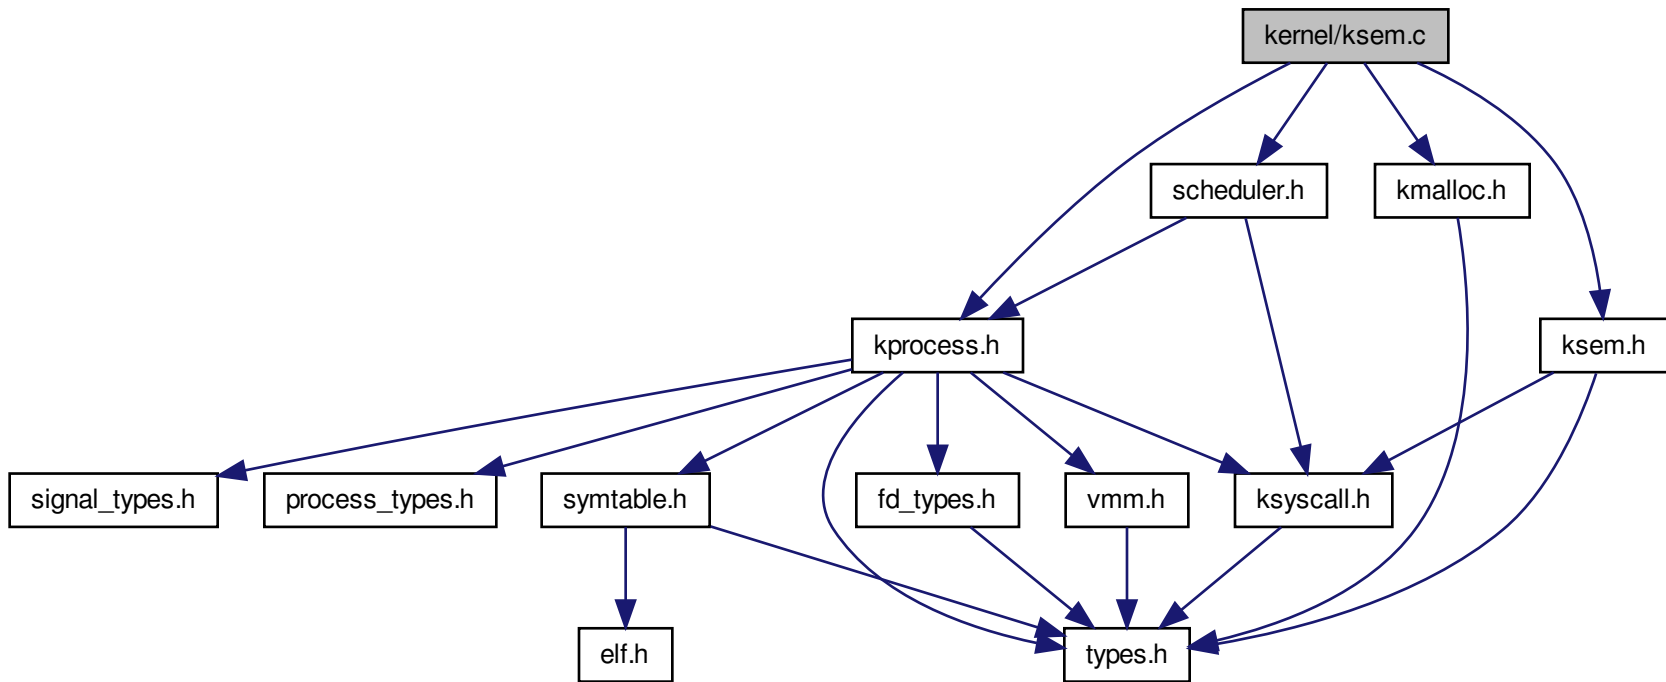 kernel/ksem.c
scheduler.h
kmalloc.h
kprocess.h
ksem.h
signal_types.h
process_types.h
symtable.h
fd_types.h
vmm.h
ksyscall.h
elf.h
types.h